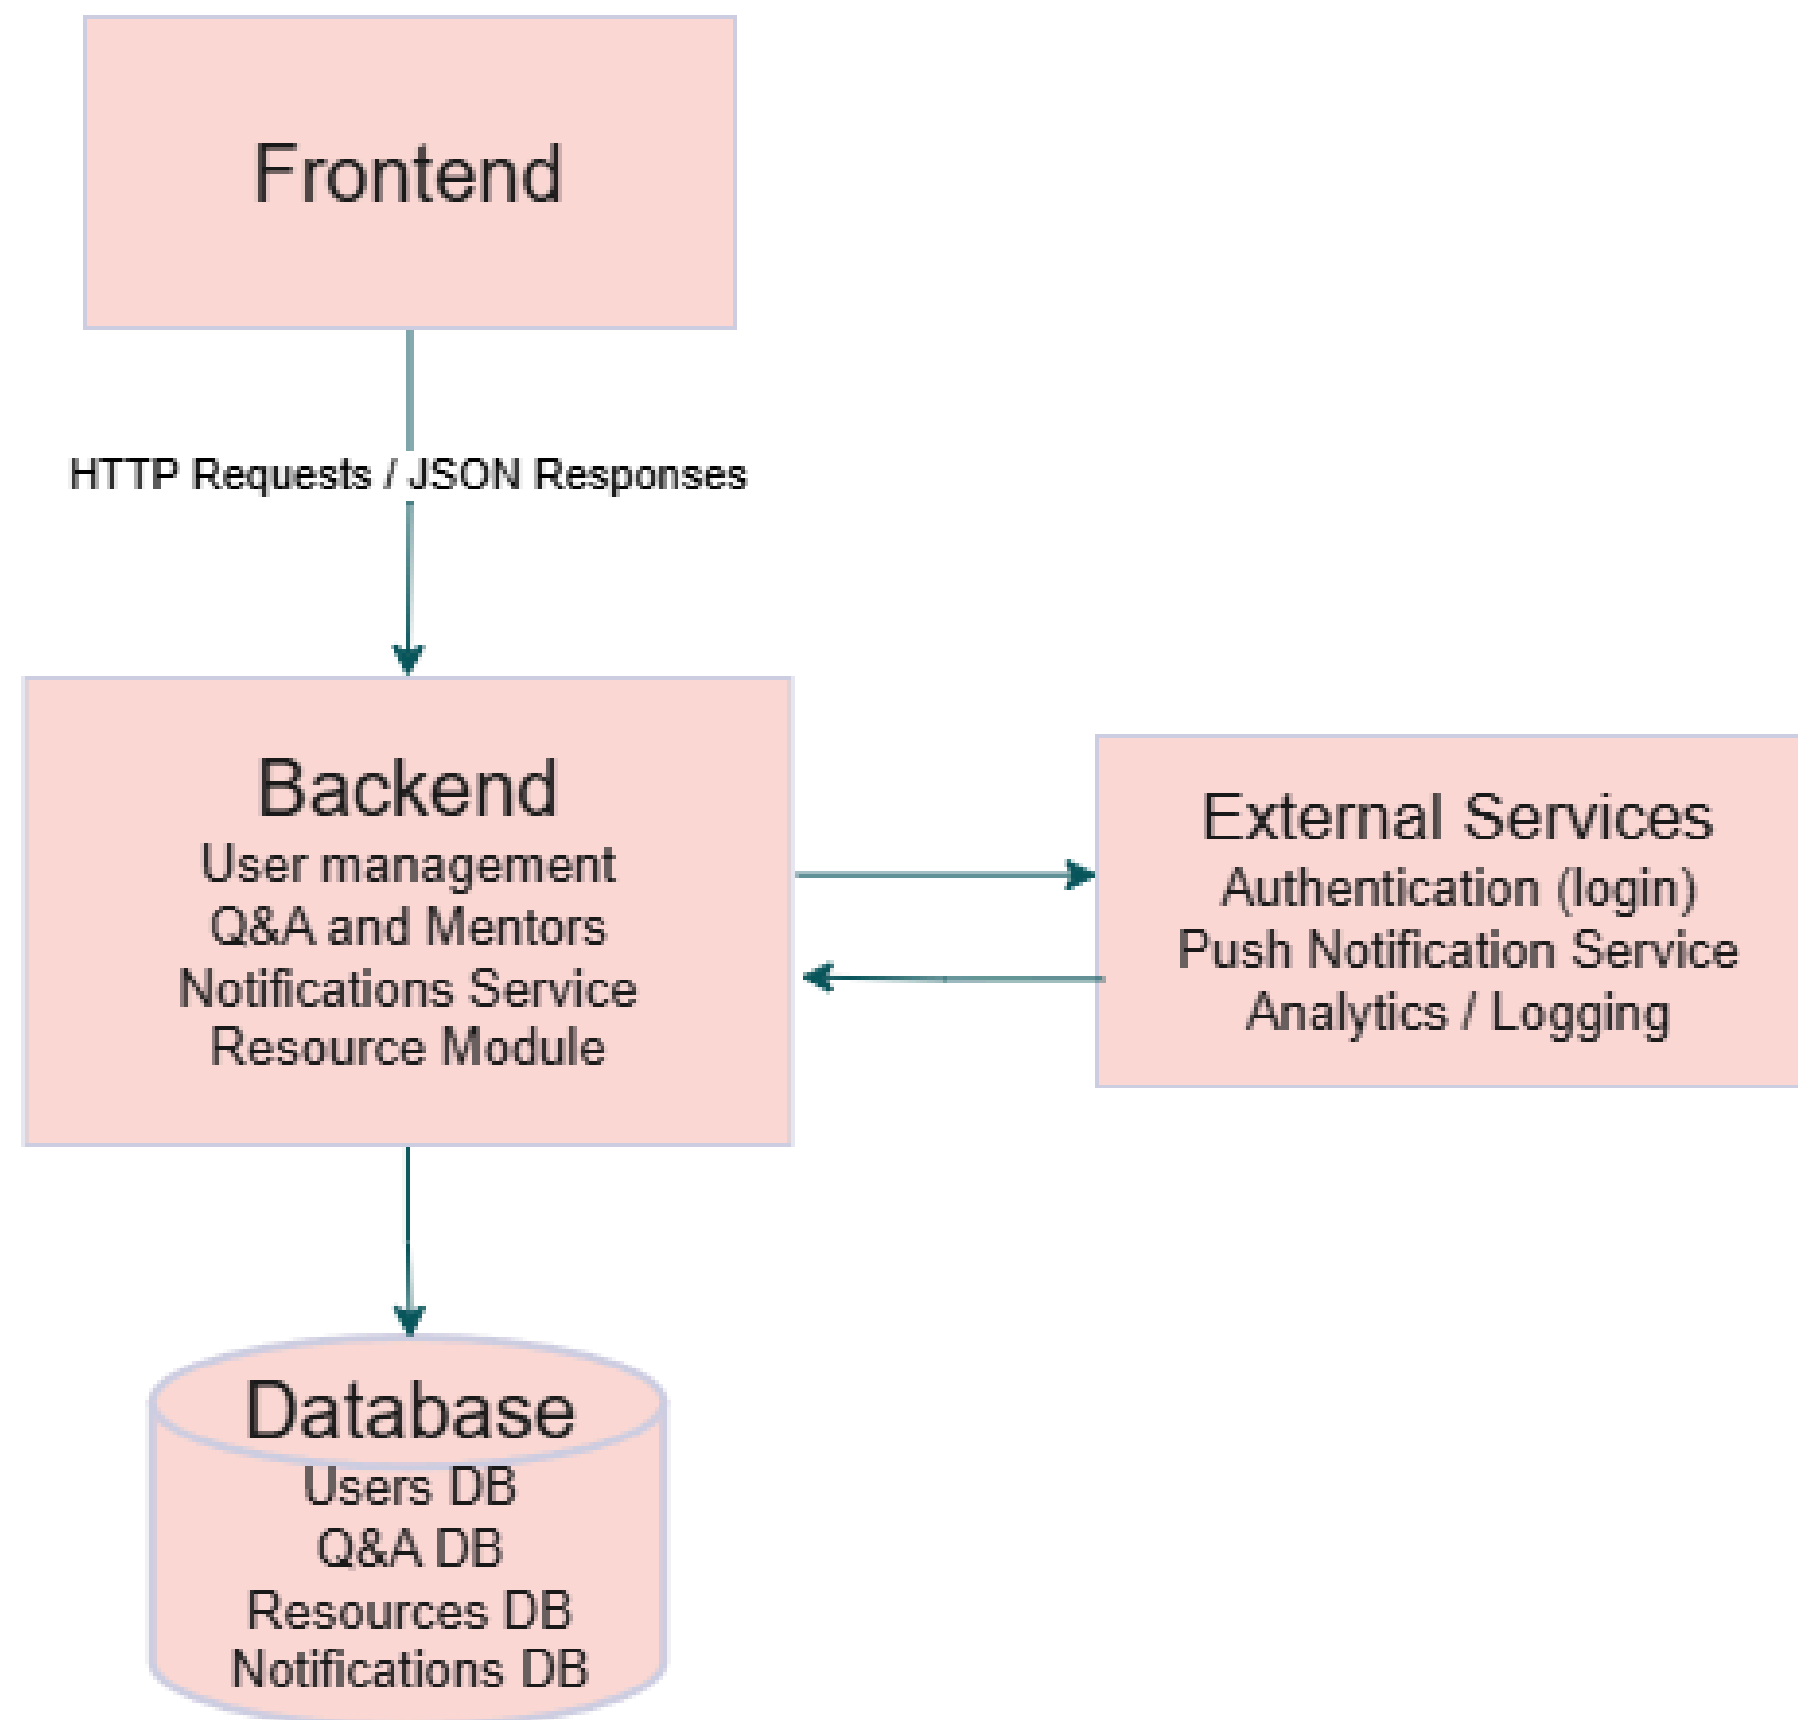 Frontend
HTTP Requests / JSON Responses
Backend
User management
Q&A and Mentors
Notifications Service
Resource Module
External Services
Authentication (login)
Push Notification Service
Analytics / Logging
Database
Users DB
Q&A DB
Resources DB
Notifications DB